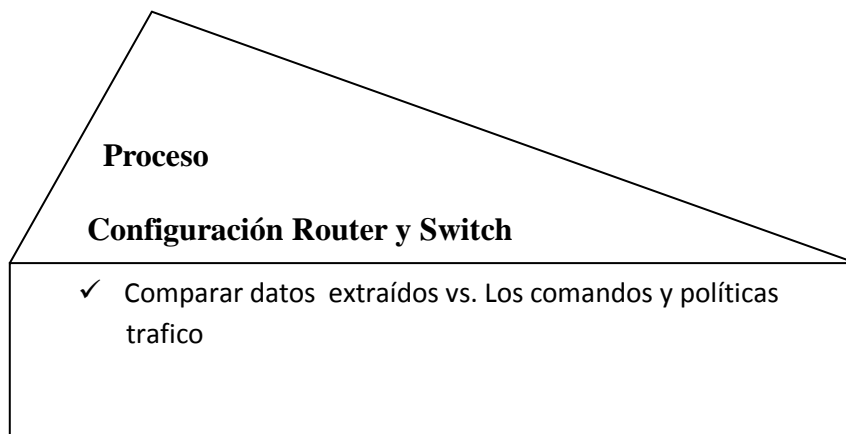 Proceso
Configuración Router y Switch
✓ Comparar datos extraídos vs. Los comandos y políticas
trafico